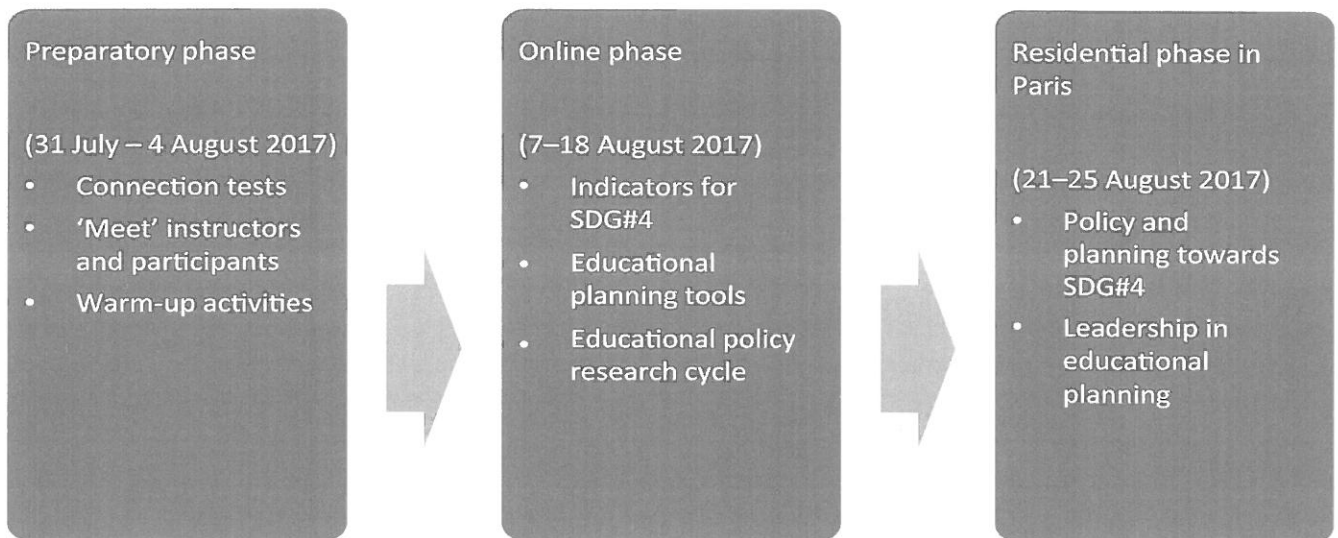 Preparatory phase
(31 July – 4 August 2017)
• Connection tests
• ‘Meet’ instructors
and participants
• Warm-up activities
Online phase
(7–18 August 2017)
• Indicators for
SDG#4
• Educational
planning tools
• Educational policy
research cycle
Residential phase in
Paris
(21–25 August 2017)
• Policy and
planning towards
SDG#4
• Leadership in
educational
planning